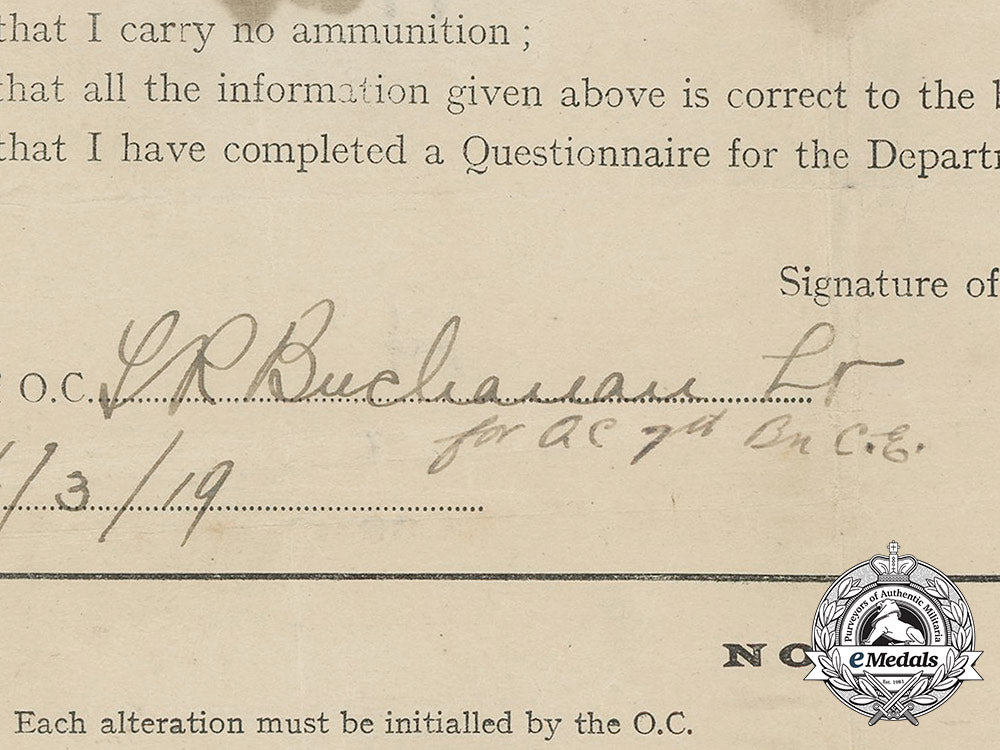 that I carry no ammunition;
that all the information given above is correct to the
that I have completed a Questionnaire for the
Signature of
O.C. Buchanan Lt
for OC 7th Bn C.E.
/3/19
NO
Each alteration must be initialled by the O.C.
Purveyors of Authentic Militaria
eMedals
Est. 1981